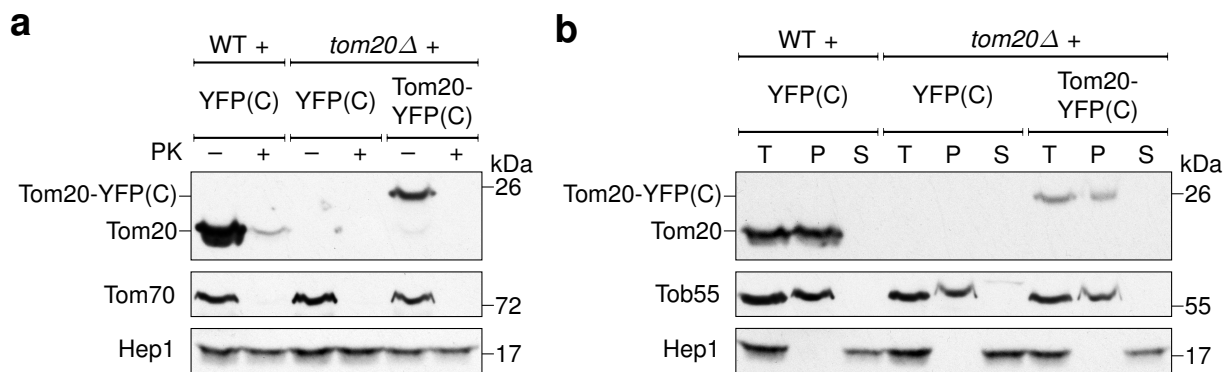 a
WT + tom20Δ +
YFP(C) YFP(C) Tom20-
YFP(C)
PK – + – + – + kDa
Tom20-YFP(C) 26
Tom20
Tom70 72
Hep1 17
b
WT + tom20Δ +
YFP(C) YFP(C) Tom20-
YFP(C)
T P S T P S T P S kDa
Tom20-YFP(C) 26
Tom20
Tob55 55
Hep1 17